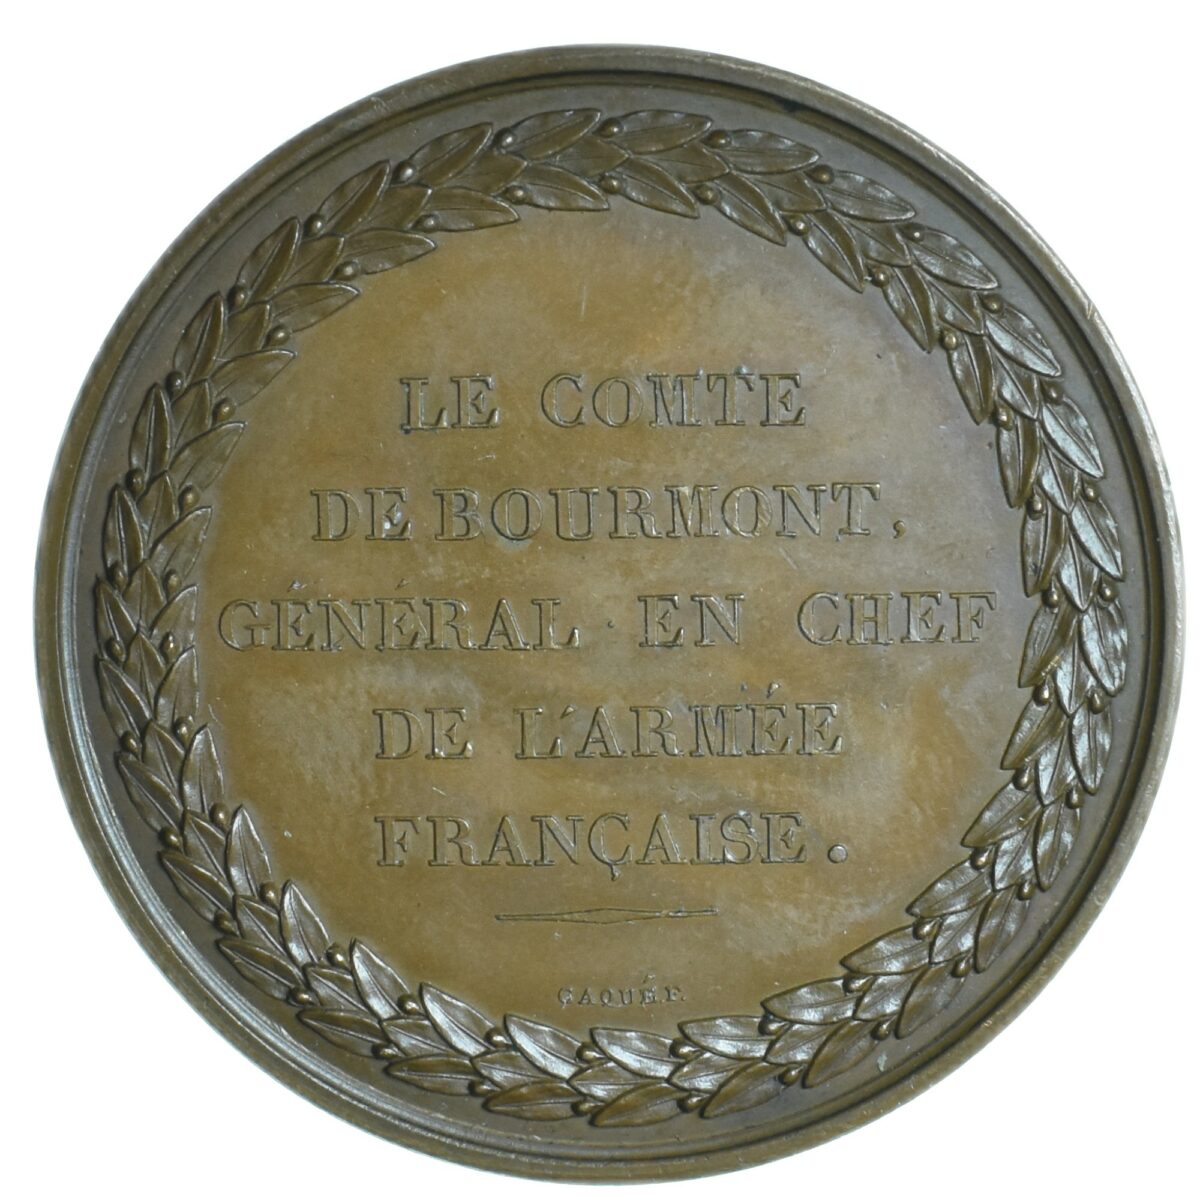 LE COMTE
DE BOURMONT,
GÉNÉRAL EN CHEF
DE L'ARMÉE
FRANÇAISE.
CAQUÉ.F.